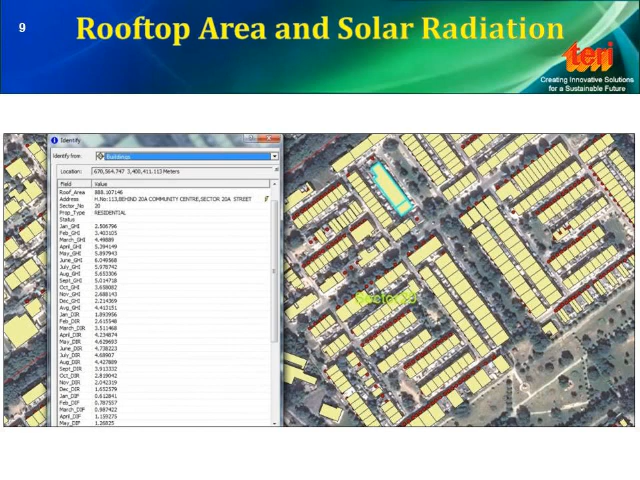 9
Rooftop Area and Solar Radiation
teri
Creating Innovative Solutions
for a Sustainable Future
Identify
Identify from:
Buildings
Location: 670,564.747 3,400,411.113 Meters
Field Value
Roof_Area 888.107146
Address H.No:113,BEHIND 20A COMMUNITY CENTRE,SECTOR 20A STREET
Sector_No 20
Prop_Type RESIDENTIAL
Status
Jan_GHI 2.506796
Feb_GHI 3.403105
March_GHI 4.49889
April_GHI 5.394149
May_GHI 5.897943
June_GHI 6.049568
July_GHI 5.978742
Aug_GHI 5.653306
Sept_GHI 5.014718
Oct_GHI 3.658082
Nov_GHI 2.688143
Dec_GHI 2.214369
Avg_GHI 4.413151
Jan_DIR 1.893956
Feb_DIR 2.615548
March_DIR 3.511468
April_DIR 4.234874
May_DIR 4.629693
June_DIR 4.738223
July_DIR 4.68907
Aug_DIR 4.427889
Sept_DIR 3.913332
Oct_DIR 2.819042
Nov_DIR 2.042319
Dec_DIR 1.652579
Jan_DIF 0.612841
Feb_DIF 0.787557
March_DIF 0.987422
April_DIF 1.159275
May_DIF 1.26825